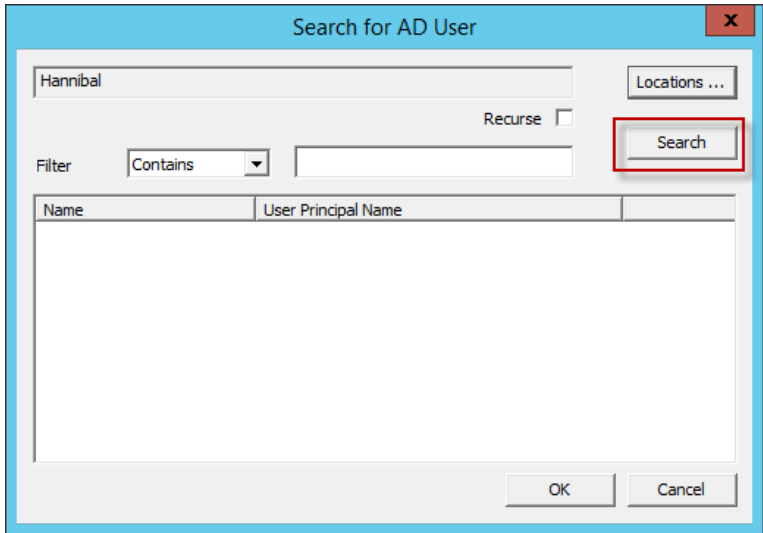 Search for AD User
x
Hannibal
Locations ...
Recurse
Search
Filter
Contains
Name
User Principal Name
OK
Cancel